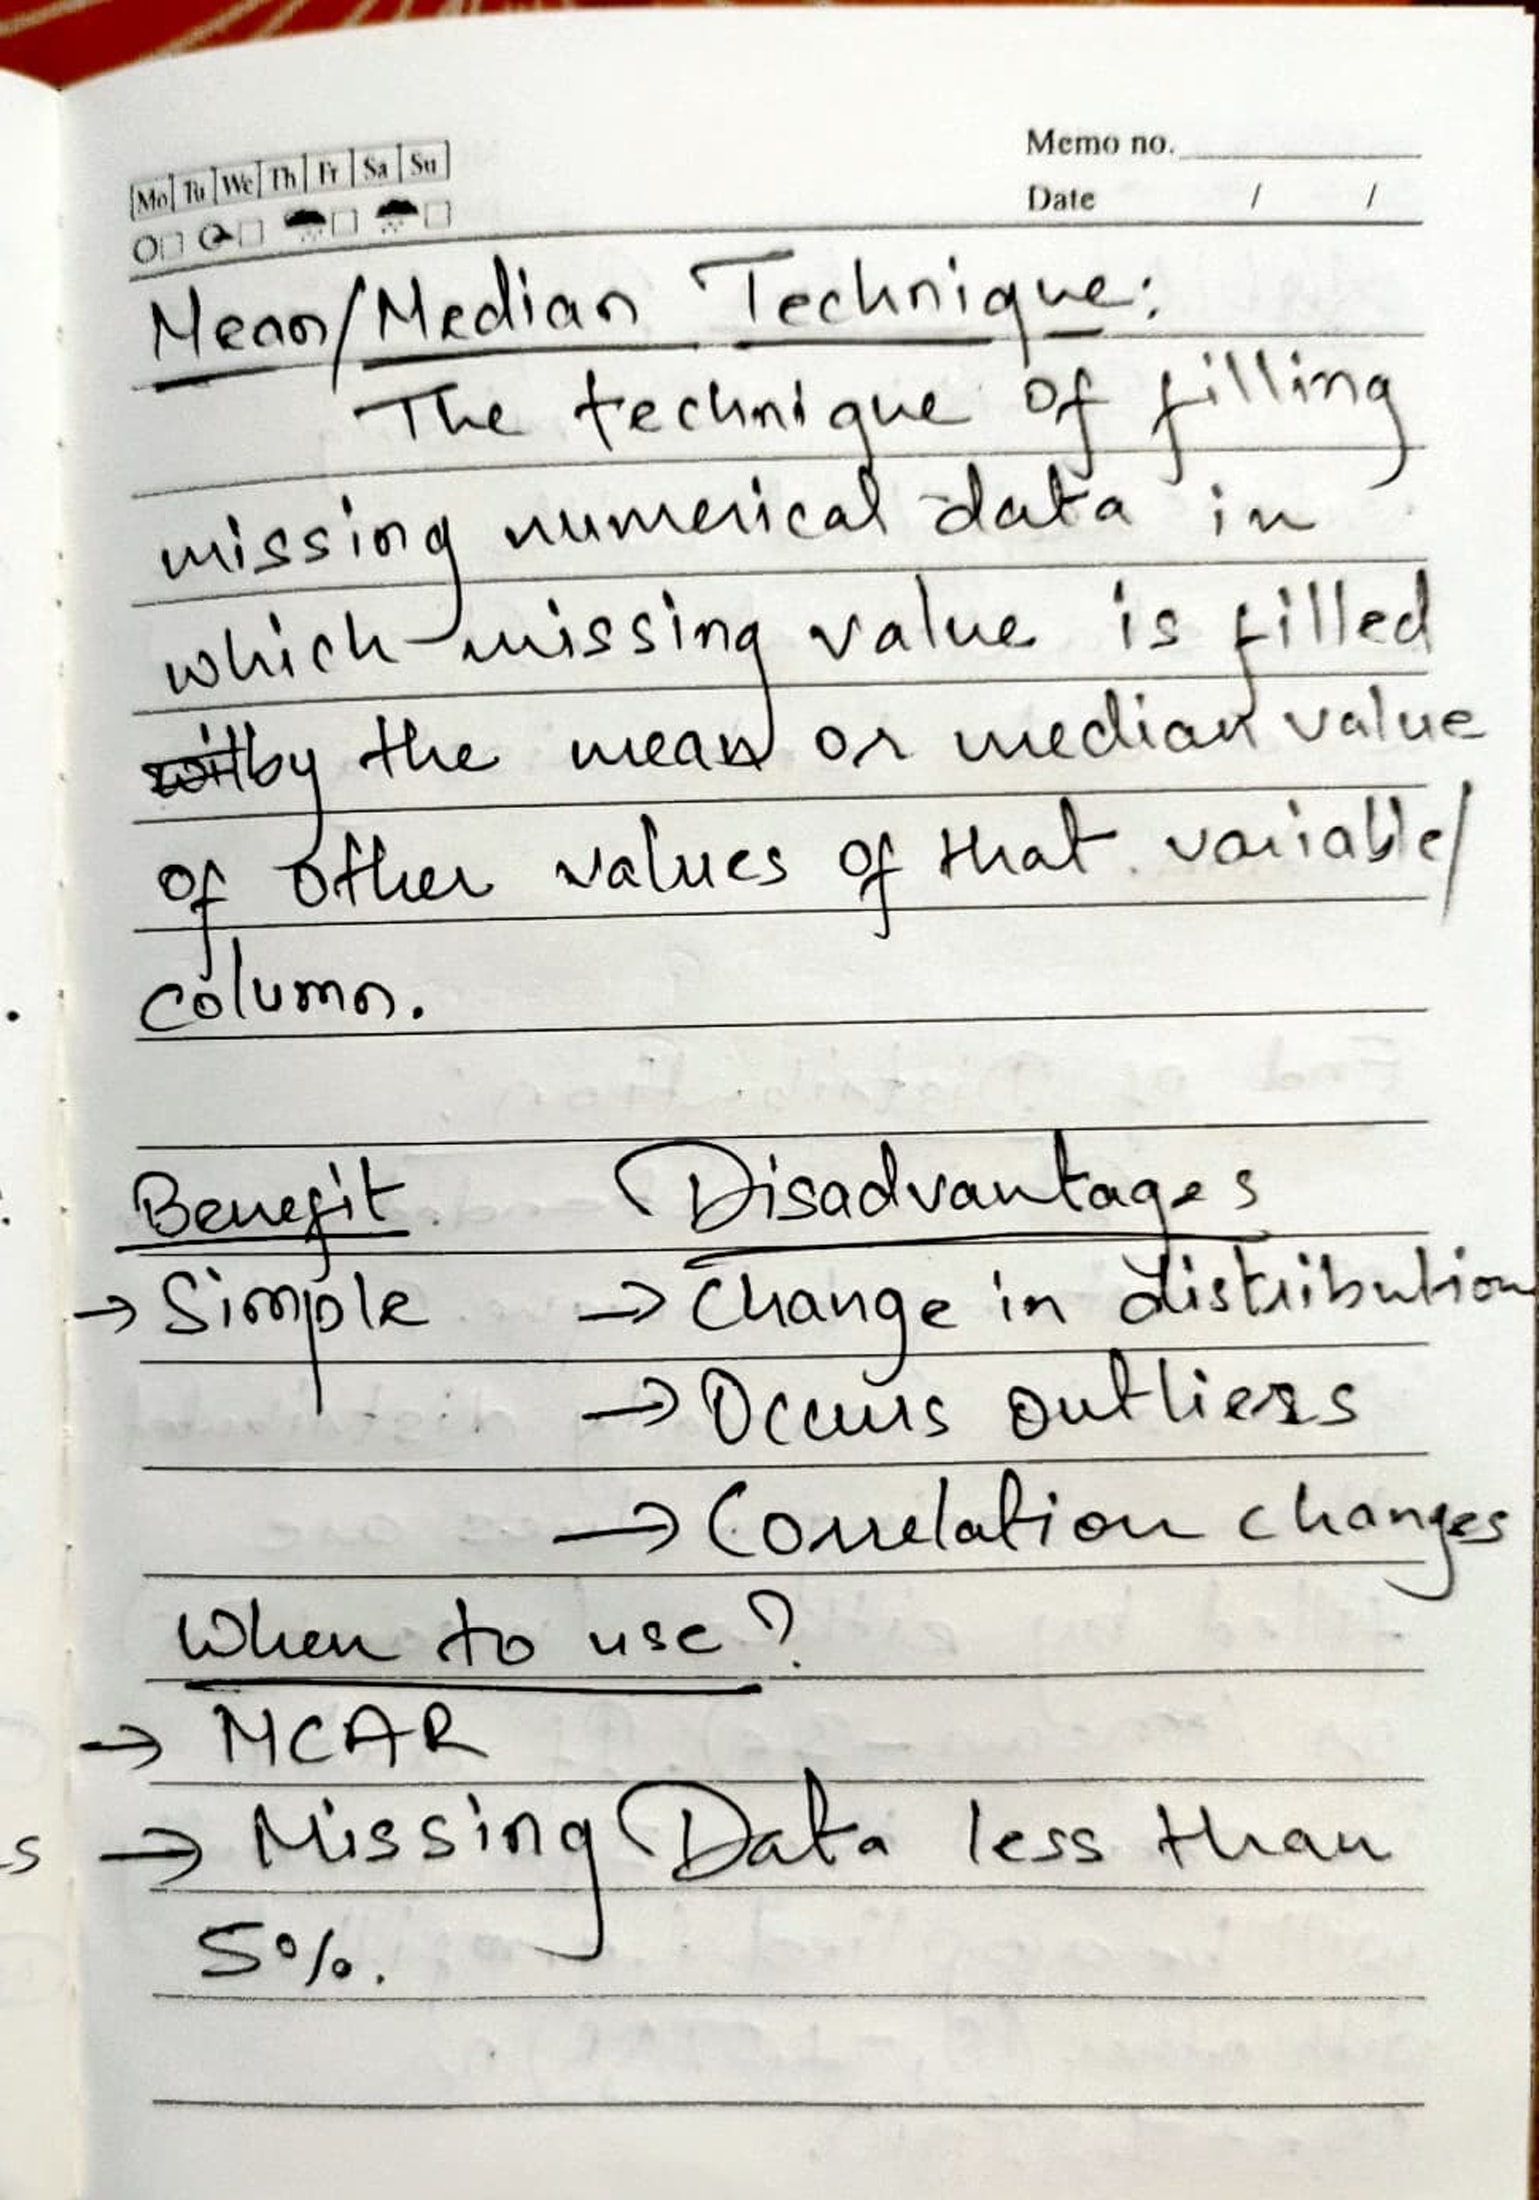 Mo Tu We Th Fr Sa Su
Memo no.
Date / /
Mean/Median Technique:
The technique of filling
missing numerical data in
which missing value is filled
by the mean or median value
of other values of that variable/
column.
Benefit Disadvantages
→ Simple → Change in distribution
→ Occurs outliers
→ Correlation changes
When to use?
→ MCAR
→ Missing Data less than
5%.